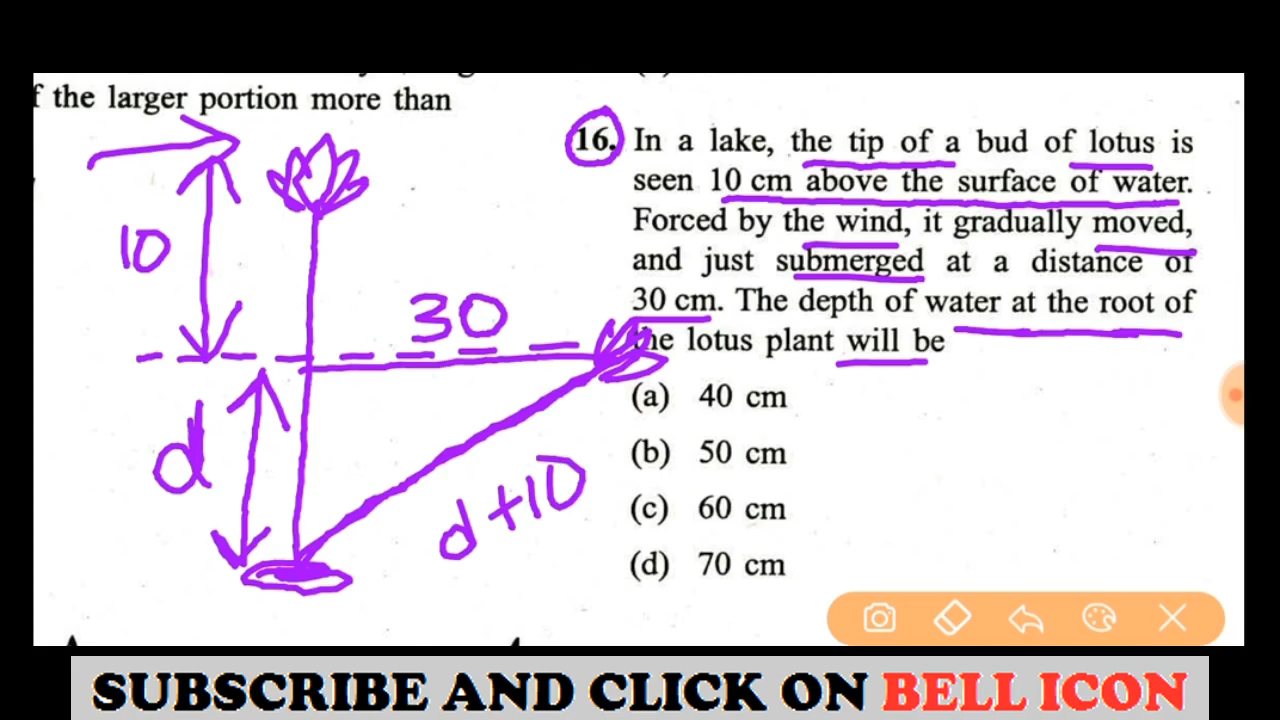 f the larger portion more than
16. In a lake, the tip of a bud of lotus is
seen 10 cm above the surface of water.
Forced by the wind, it gradually moved,
and just submerged at a distance of
30 cm. The depth of water at the root of
the lotus plant will be
(a) 40 cm
(b) 50 cm
(c) 60 cm
(d) 70 cm
10
30
d
d+10
SUBSCRIBE AND CLICK ON BELL ICON